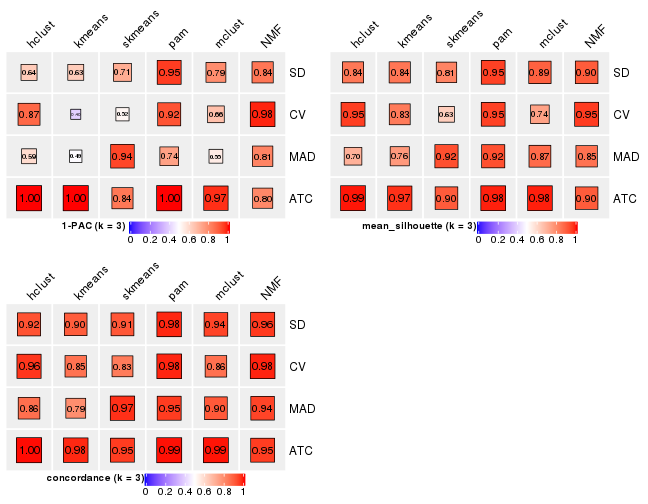 hclust kmeans skmeans pam mclust NMF
0.64 0.63 0.71 0.95 0.79 0.84 SD
0.87 0.92 0.52 0.66 0.98 CV
0.59 0.49 0.94 0.74 0.55 0.81 MAD
1.00 1.00 0.84 1.00 0.97 0.80 ATC
1-PAC (k = 3)
0 0.2 0.4 0.6 0.8 1
hclust kmeans skmeans pam mclust NMF
0.84 0.84 0.81 0.95 0.89 0.90 SD
0.95 0.83 0.63 0.95 0.74 0.95 CV
0.70 0.76 0.92 0.92 0.87 0.85 MAD
0.99 0.97 0.90 0.98 0.98 0.90 ATC
mean_silhouette (k = 3)
0 0.2 0.4 0.6 0.8 1
hclust kmeans skmeans pam mclust NMF
0.92 0.90 0.91 0.98 0.94 0.96 SD
0.96 0.85 0.83 0.98 0.86 0.98 CV
0.86 0.79 0.97 0.95 0.90 0.94 MAD
1.00 0.98 0.95 0.99 0.99 0.95 ATC
concordance (k = 3)
0 0.2 0.4 0.6 0.8 1